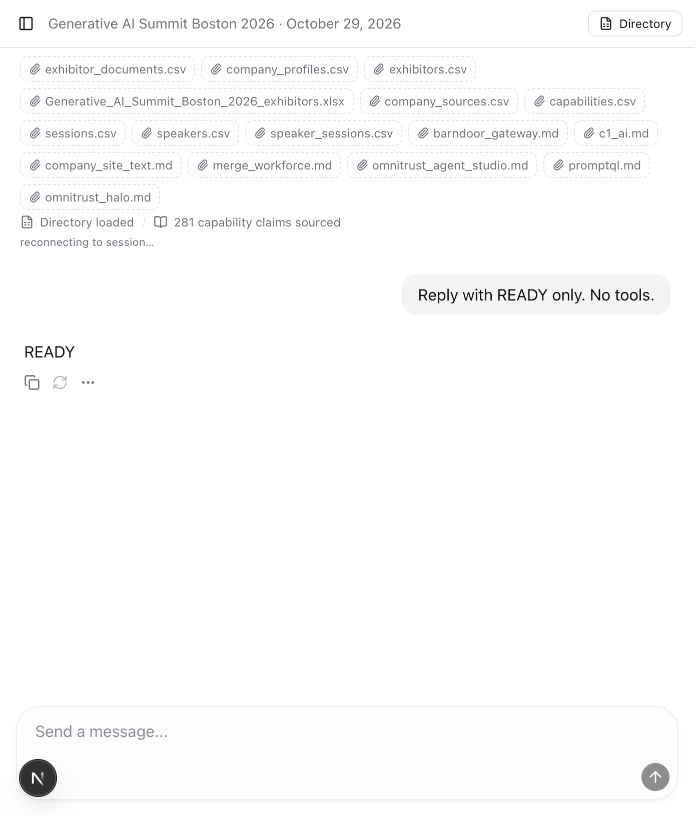 Generative AI Summit Boston 2026 · October 29, 2026 Directory
exhibitor_documents.csv company_profiles.csv exhibitors.csv
Generative_AI_Summit_Boston_2026_exhibitors.xlsx company_sources.csv capabilities.csv
sessions.csv speakers.csv speaker_sessions.csv barndoor_gateway.md c1_ai.md
company_site_text.md merge_workforce.md omnitrust_agent_studio.md promptql.md
omnitrust_halo.md
Directory loaded / 281 capability claims sourced
reconnecting to session...
Reply with READY only. No tools.
READY
Send a message...
N